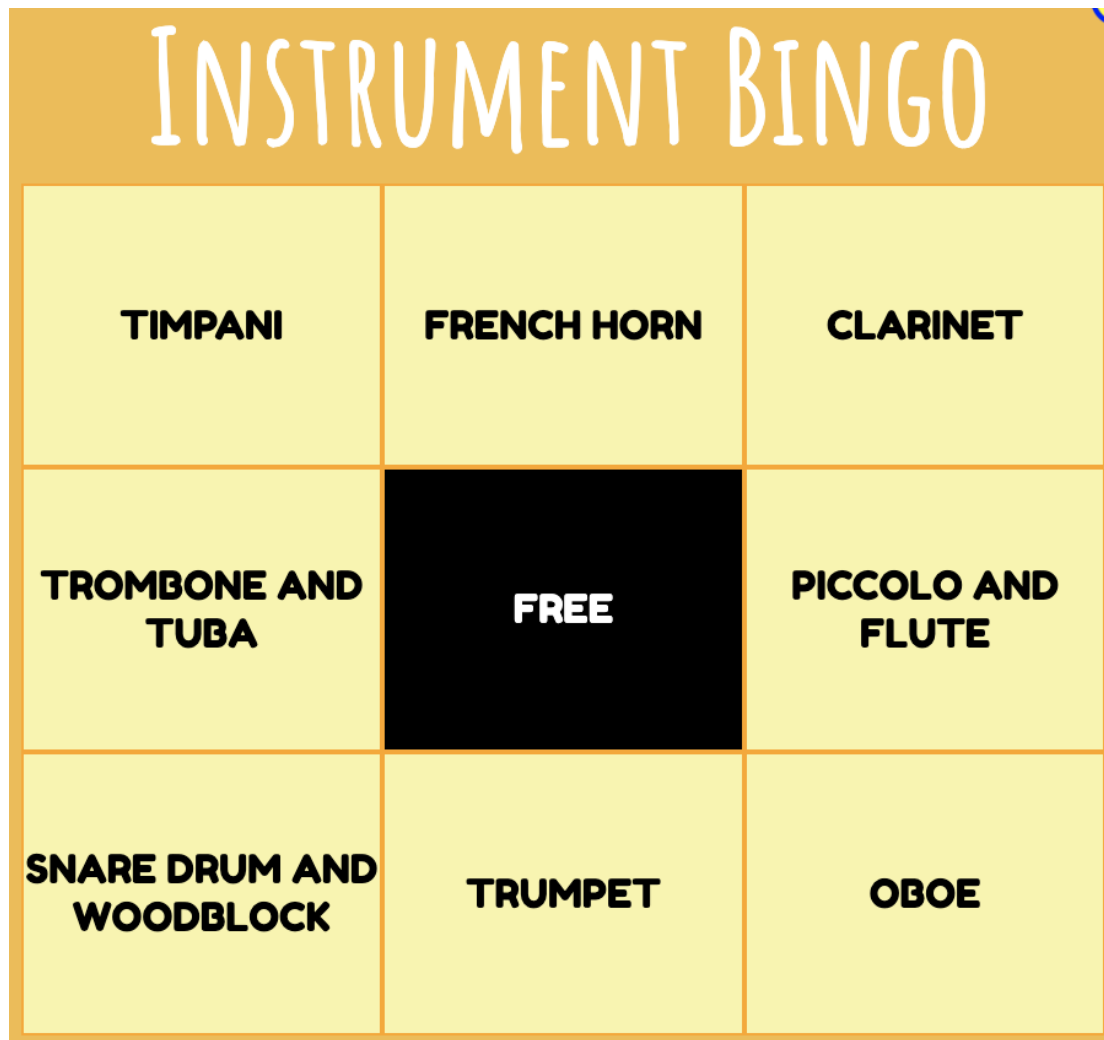 INSTRUMENT BINGO
TIMPANI
FRENCH HORN
CLARINET
TROMBONE AND
TUBA
FREE
PICCOLO AND
FLUTE
SNARE DRUM AND
WOODBLOCK
TRUMPET
OBOE